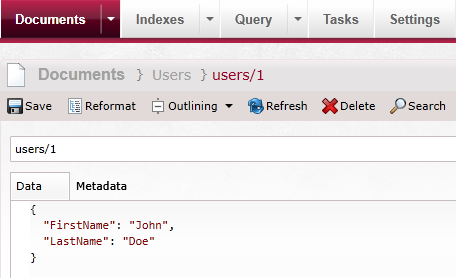 Documents Indexes Query Tasks Settings
Documents } Users } users/1
Save Reformat Outlining Refresh Delete Search
users/1
Data Metadata
{
"FirstName": "John",
"LastName": "Doe"
}